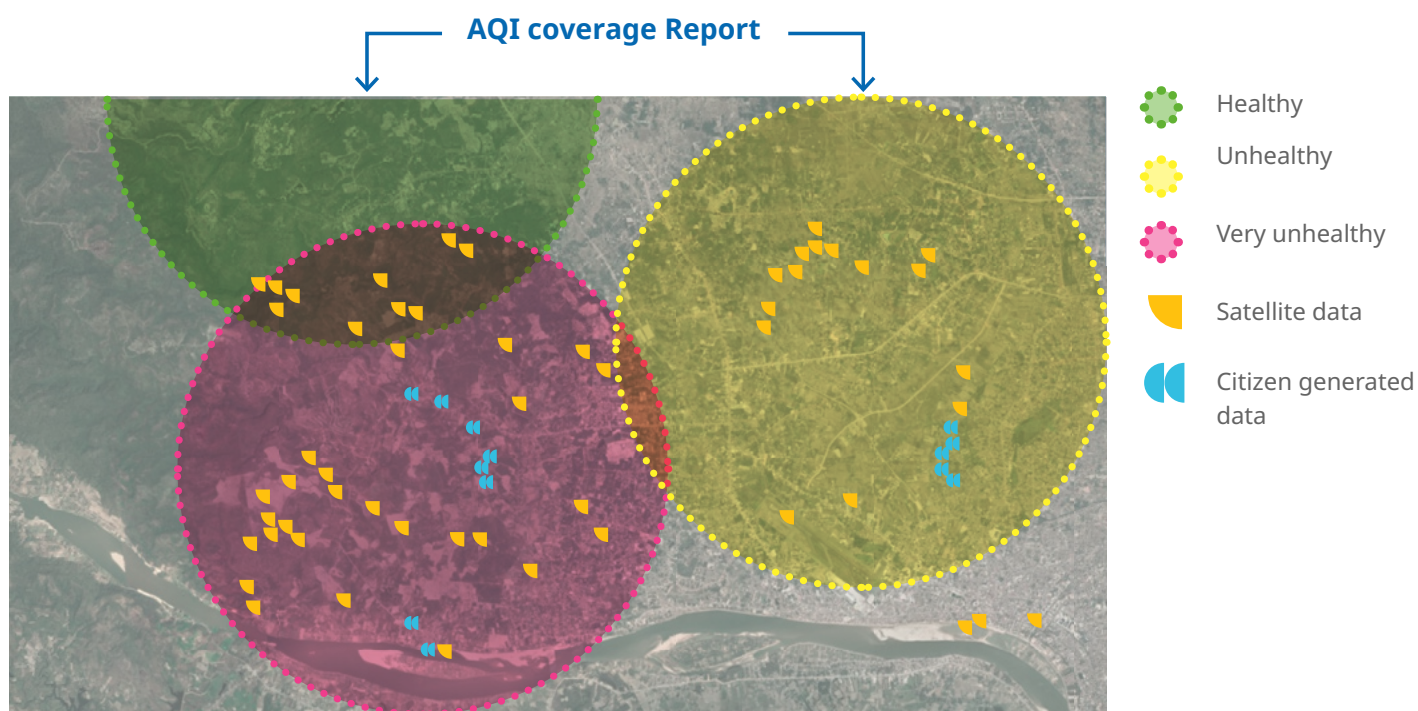 AQI coverage Report
Healthy
Unhealthy
Very unhealthy
Satellite data
Citizen generated
data